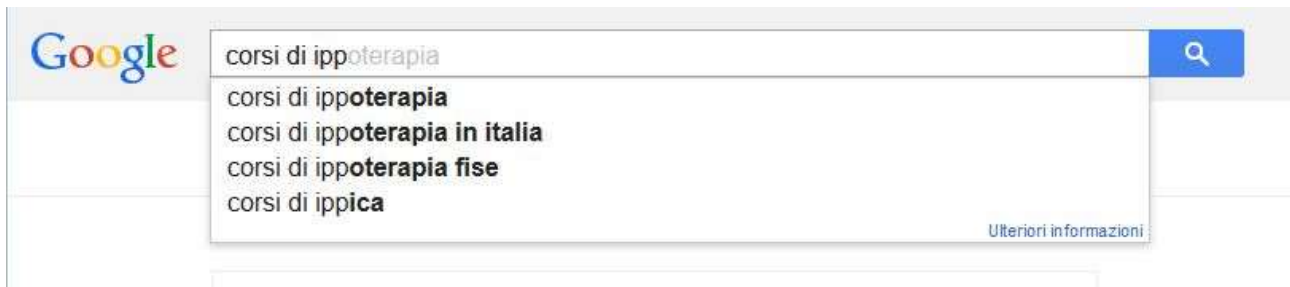 Google
corsi di ippoterapia
corsi di ippoterapia
corsi di ippoterapia in italia
corsi di ippoterapia fise
corsi di ippica
Ulteriori informazioni